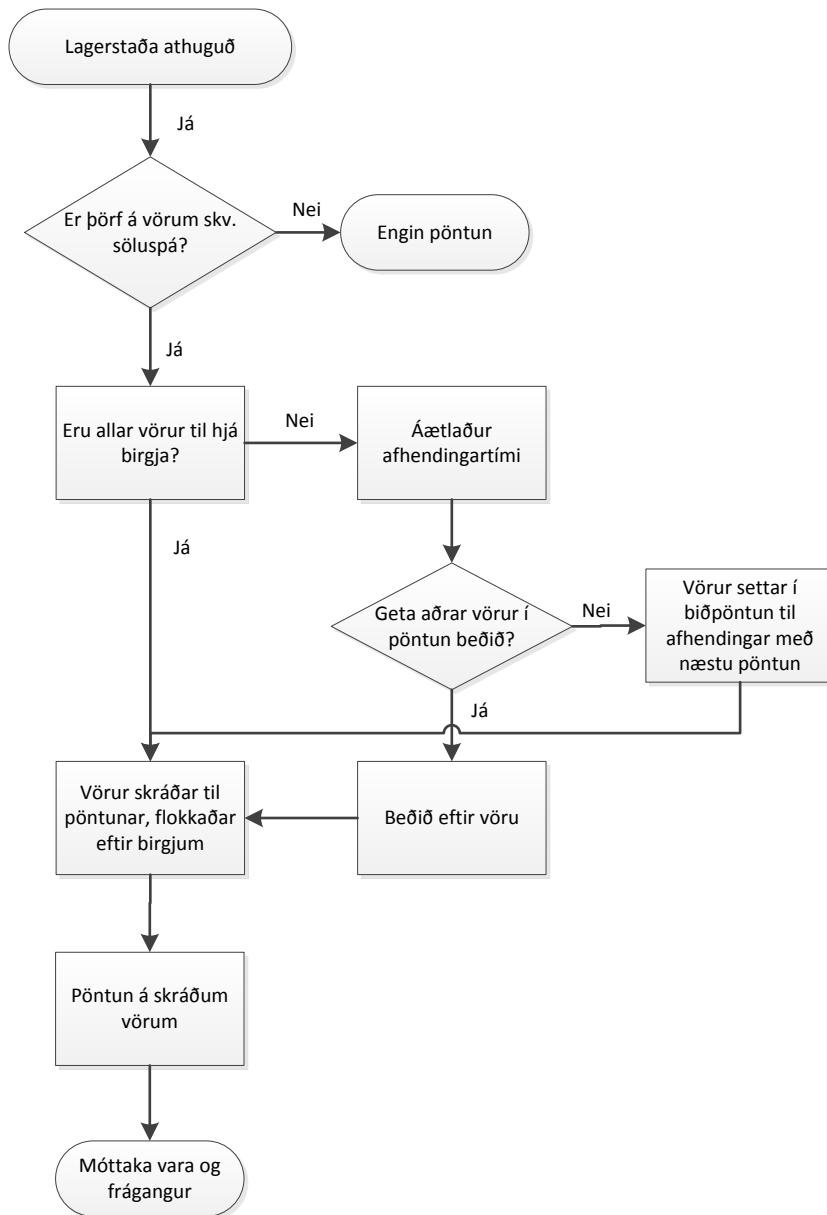 Lagerstaða athuguð
Já
Er þörf á vörum skv.
söluspá?
Nei
Engin pöntun
Já
Eru allar vörur til hjá
birgja?
Nei
Áætlaður
afhendingartími
Já
Geta aðrar vörur í
pöntun beðið?
Nei
Vörur settar í
biðpöntun til
afhendingar með
næstu pöntun
Já
Vörur skráðar til
pöntunar, flokkaðar
eftir birgjum
Beðið eftir vöru
Pöntun á skráðum
vörum
Móttaka vara og
frágangur